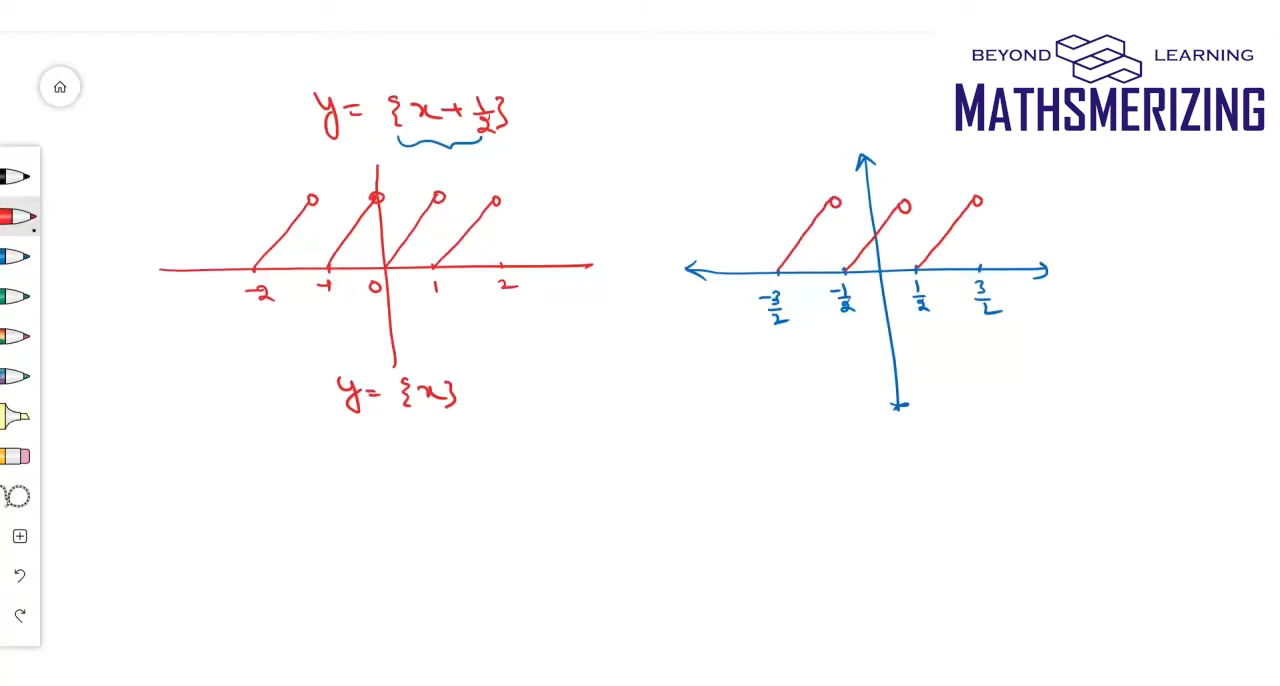 BEYOND LEARNING
MATHSMERIZING
y = {x + 1/2}
-2 -1 0 1 2
y = {x}
-3/2 -1/2 1/2 3/2